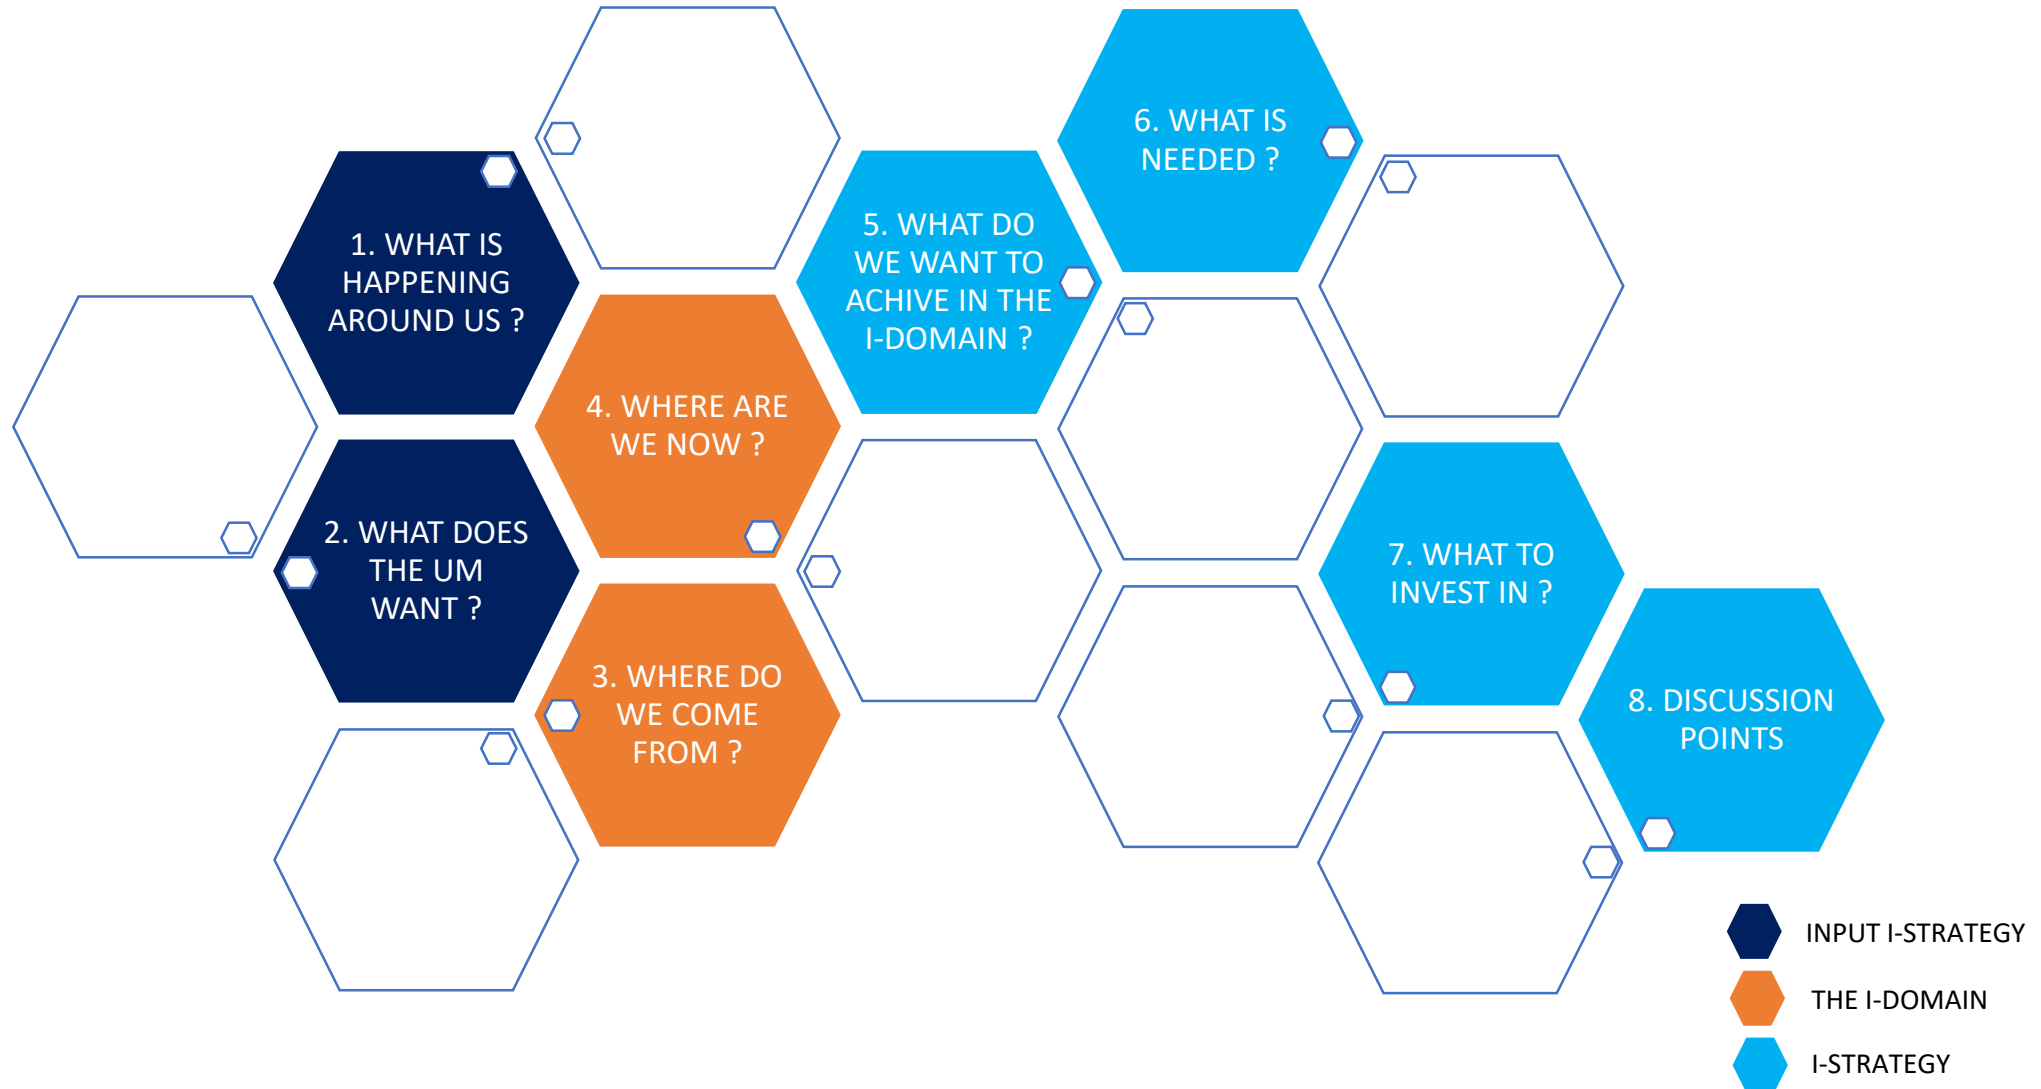 1. WHAT IS
HAPPENING
AROUND US ?
2. WHAT DOES
THE UM
WANT ?
3. WHERE DO
WE COME
FROM ?
4. WHERE ARE
WE NOW ?
5. WHAT DO
WE WANT TO
ACHIVE IN THE
I-DOMAIN ?
6. WHAT IS
NEEDED ?
7. WHAT TO
INVEST IN ?
8. DISCUSSION
POINTS
INPUT I-STRATEGY
THE I-DOMAIN
I-STRATEGY